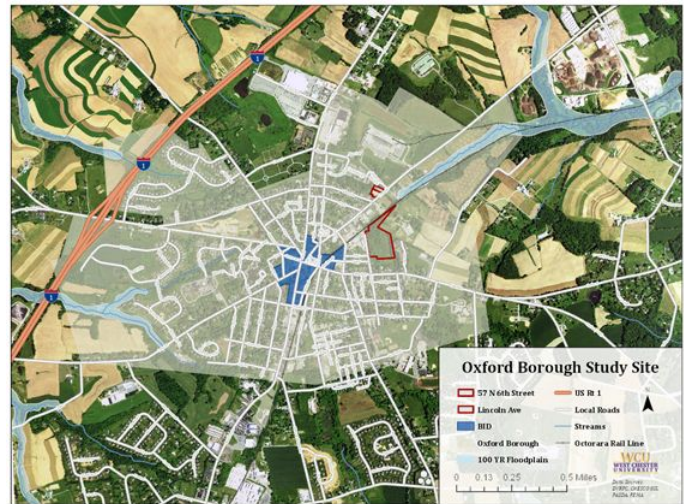 1
1
1
Oxford Borough Study Site
57 N 6th Street
US Rt 1
Lincoln Ave
Local Roads
BID
Streams
Oxford Borough
Octorara Rail Line
100 YR Floodplain
WCU
WEST CHESTER
UNIVERSITY
0 0.13 0.25 0.5 Miles